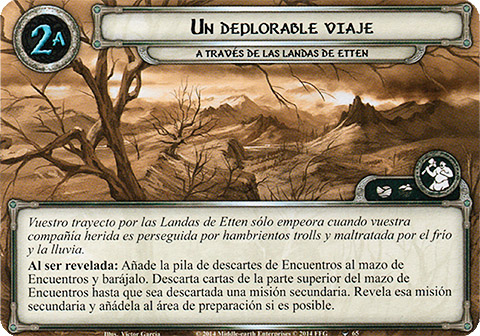 2A
Un deplorable viaje
a través de las Landas de Etten
Vuestro trayecto por las Landas de Etten sólo empeora cuando vuestra
compañía herida es perseguida por hambrientos trolls y maltratada por el frío
y la lluvia.
Al ser revelada: Añade la pila de descartes de Encuentros al mazo de
Encuentros y barájalo. Descarta cartas de la parte superior del mazo de
Encuentros hasta que sea descartada una misión secundaria. Revela esa misión
secundaria y añádela al área de preparación si es posible.
Ilus. Víctor García © 2014 Middle-earth Enterprises © 2014 FFG 65